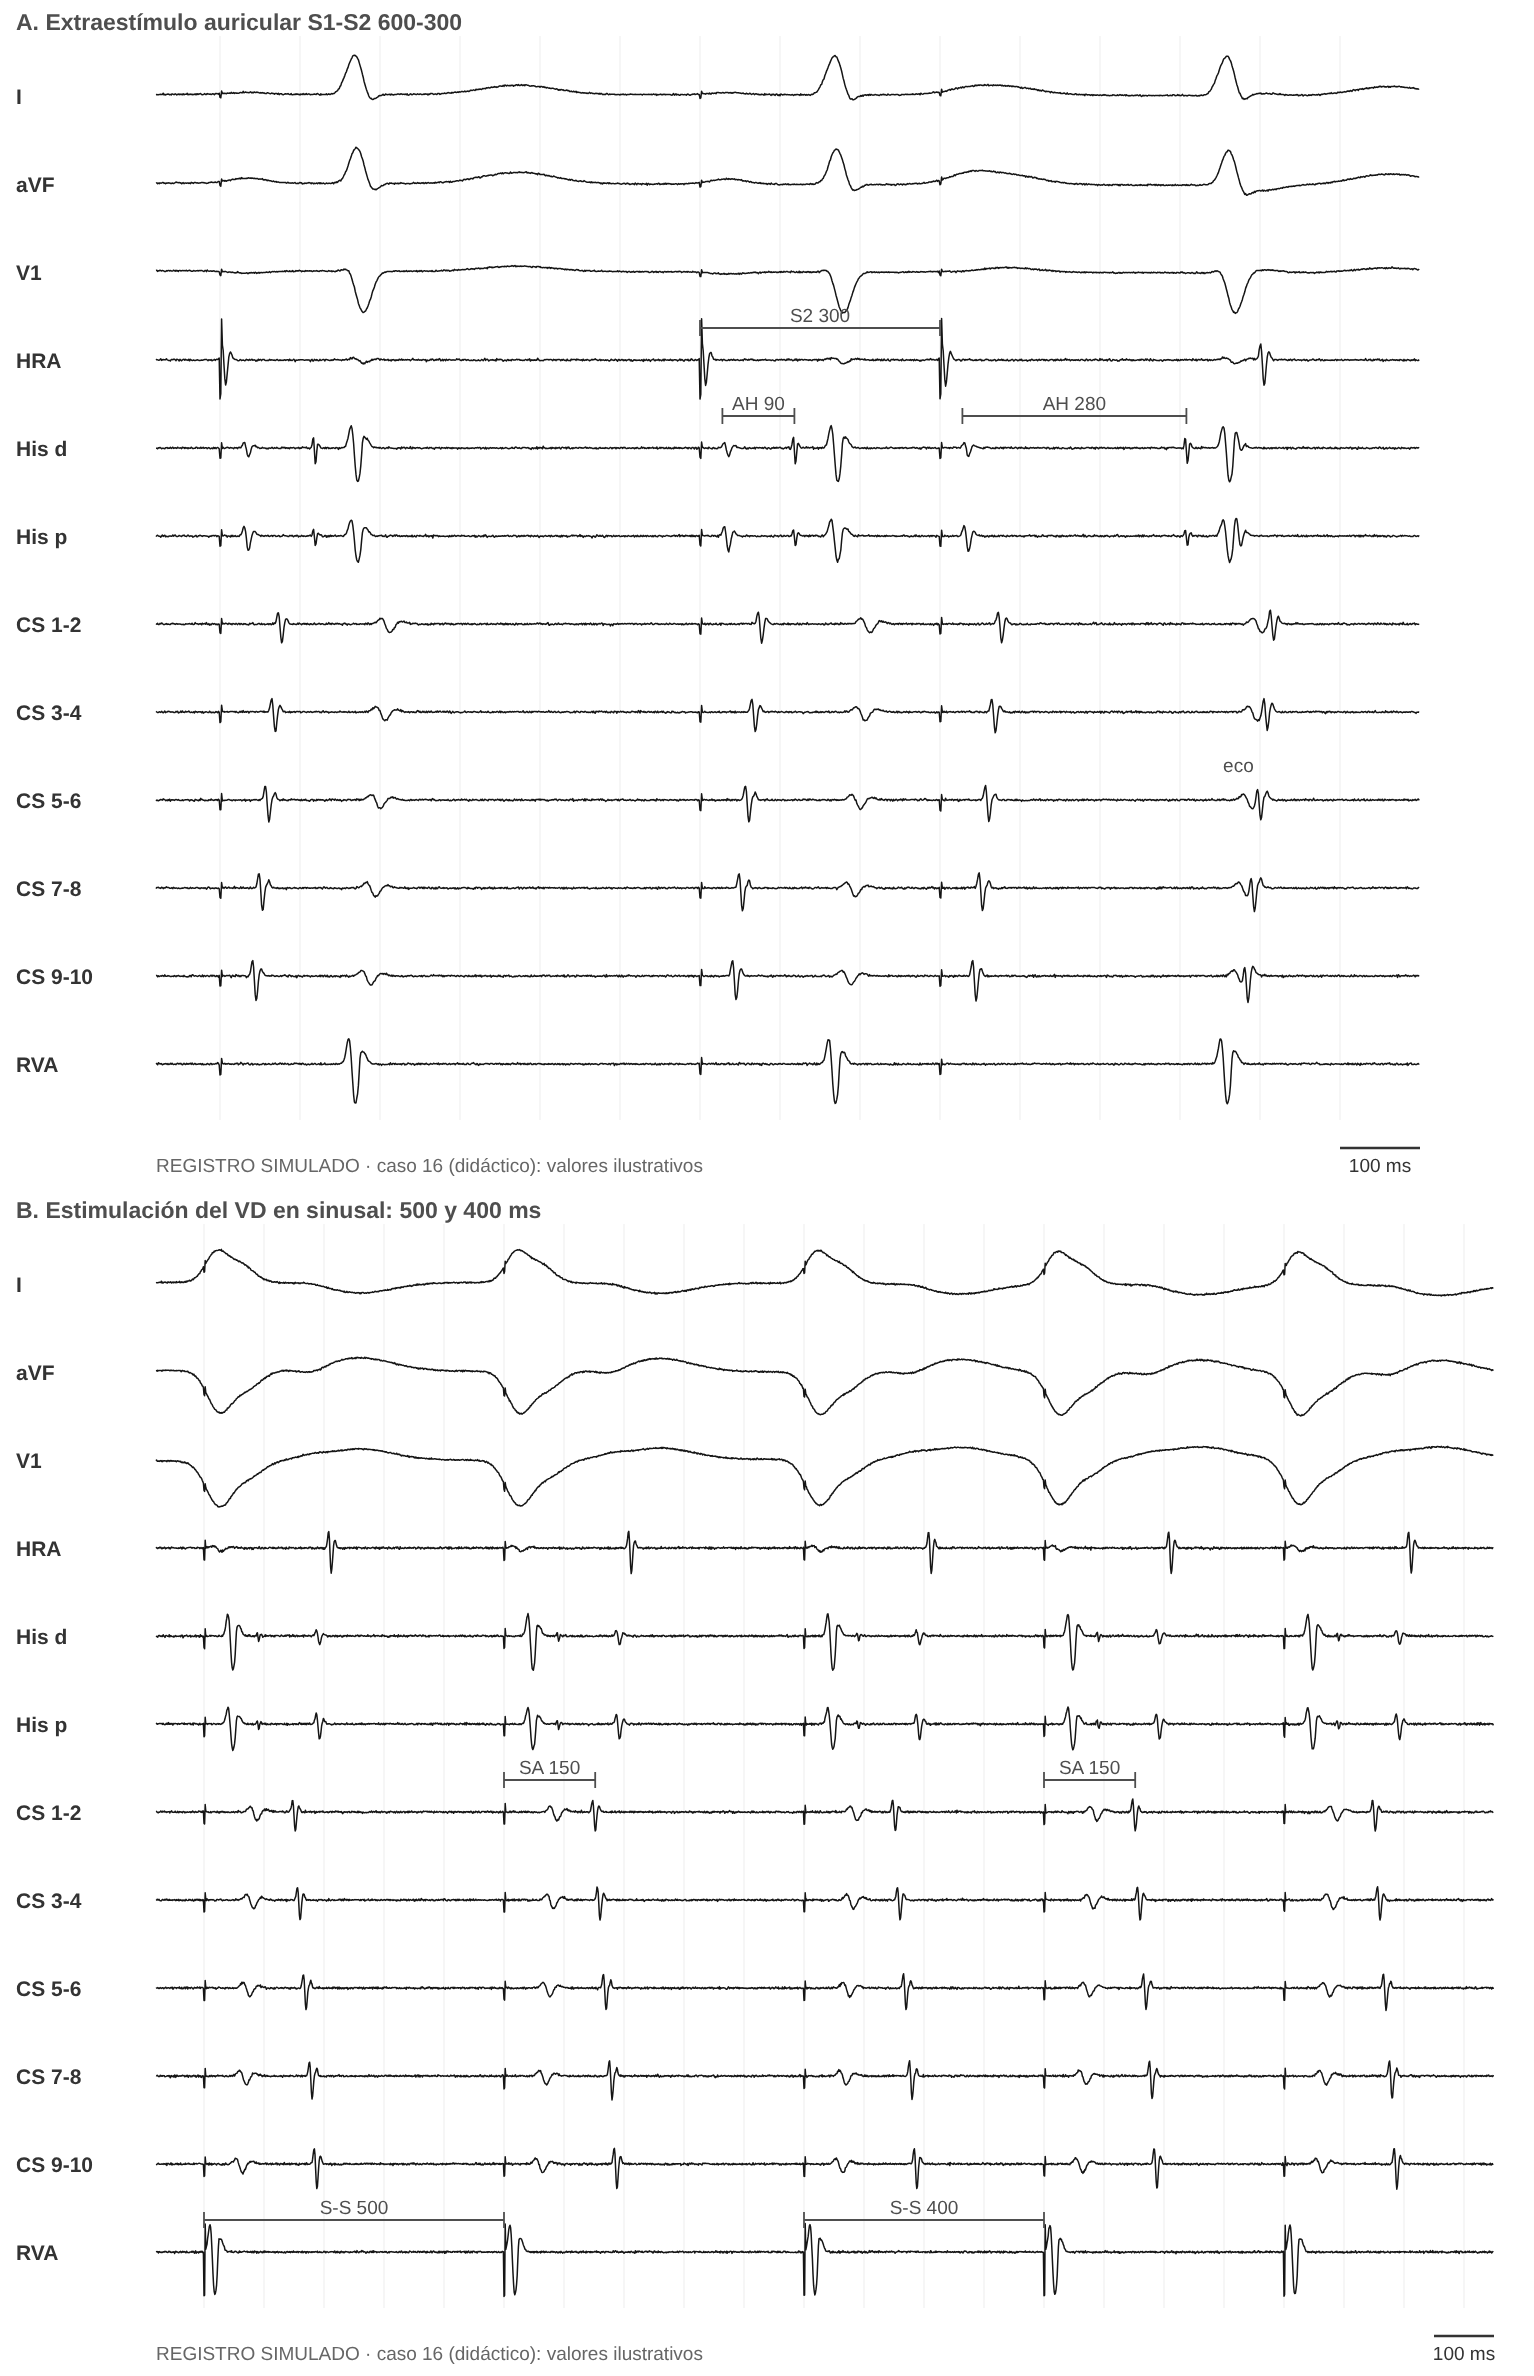 A. Extraestímulo auricular S1-S2 600-300
I
aVF
V1
S2 300
HRA
AH 90
AH 280
His d
His p
CS 1-2
CS 3-4
eco
CS 5-6
CS 7-8
CS 9-10
RVA
REGISTRO SIMULADO · caso 16 (didáctico): valores ilustrativos
100 ms
B. Estimulación del VD en sinusal: 500 y 400 ms
I
aVF
V1
HRA
His d
His p
SA 150
SA 150
CS 1-2
CS 3-4
CS 5-6
CS 7-8
CS 9-10
S-S 500
S-S 400
RVA
REGISTRO SIMULADO · caso 16 (didáctico): valores ilustrativos
100 ms